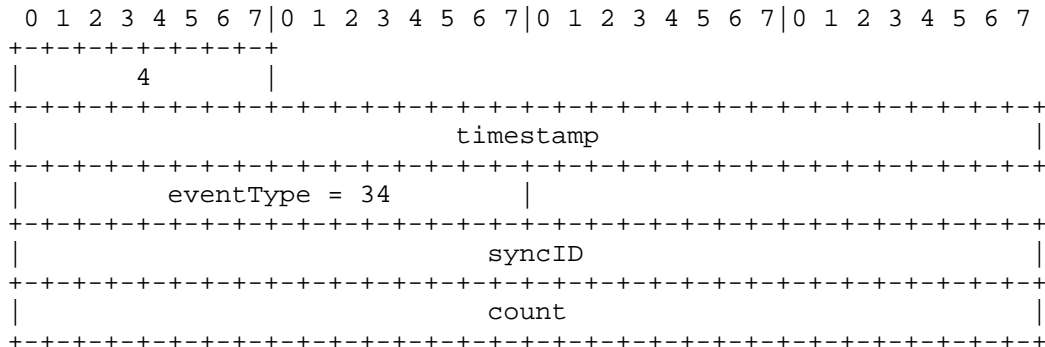 0 1 2 3 4 5 6 7|0 1 2 3 4 5 6 7|0 1 2 3 4 5 6 7|0 1 2 3 4 5 6 7
+-+-+-+-+-+-+-+-+
|       4       |
+-+-+-+-+-+-+-+-+-+-+-+-+-+-+-+-+-+-+-+-+-+-+-+-+-+-+-+-+-+-+-+-+
|                           timestamp                           |
+-+-+-+-+-+-+-+-+-+-+-+-+-+-+-+-+-+-+-+-+-+-+-+-+-+-+-+-+-+-+-+-+
|         eventType = 34        |
+-+-+-+-+-+-+-+-+-+-+-+-+-+-+-+-+-+-+-+-+-+-+-+-+-+-+-+-+-+-+-+-+
|                             syncID                            |
+-+-+-+-+-+-+-+-+-+-+-+-+-+-+-+-+-+-+-+-+-+-+-+-+-+-+-+-+-+-+-+-+
|                             count                             |
+-+-+-+-+-+-+-+-+-+-+-+-+-+-+-+-+-+-+-+-+-+-+-+-+-+-+-+-+-+-+-+-+